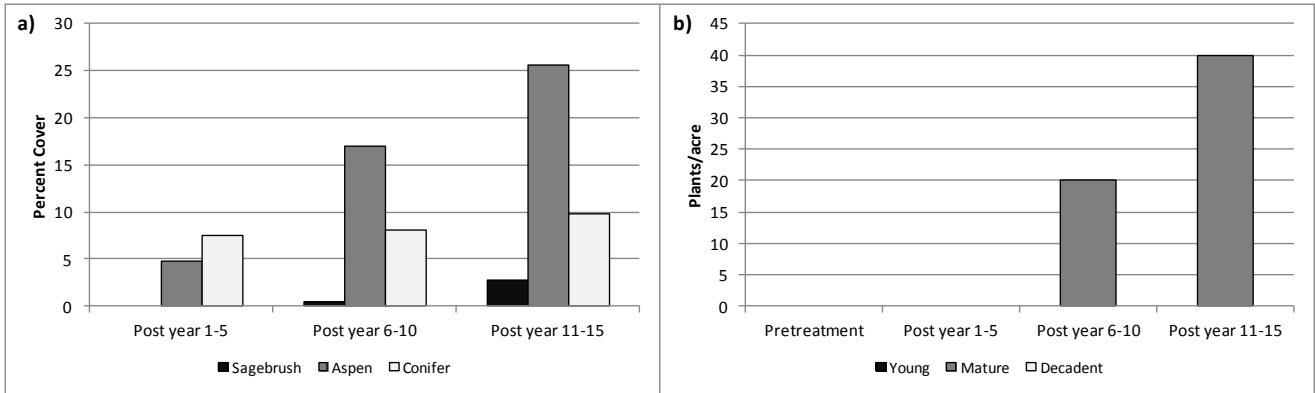 a)
Percent Cover
30
25
20
15
10
5
0
Post year 1-5 Post year 6-10 Post year 11-15
Sagebrush Aspen Conifer
b)
Plants/acre
45
40
35
30
25
20
15
10
5
0
Pretreatment Post year 1-5 Post year 6-10 Post year 11-15
Young Mature Decadent